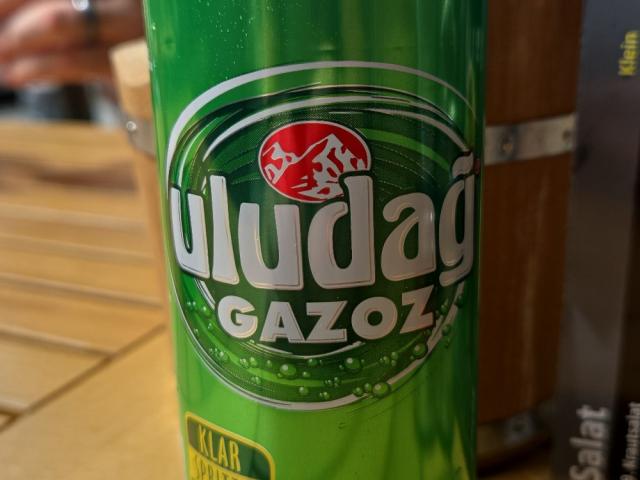 uludağ
GAZOZ
KLAR
Klein
Salat